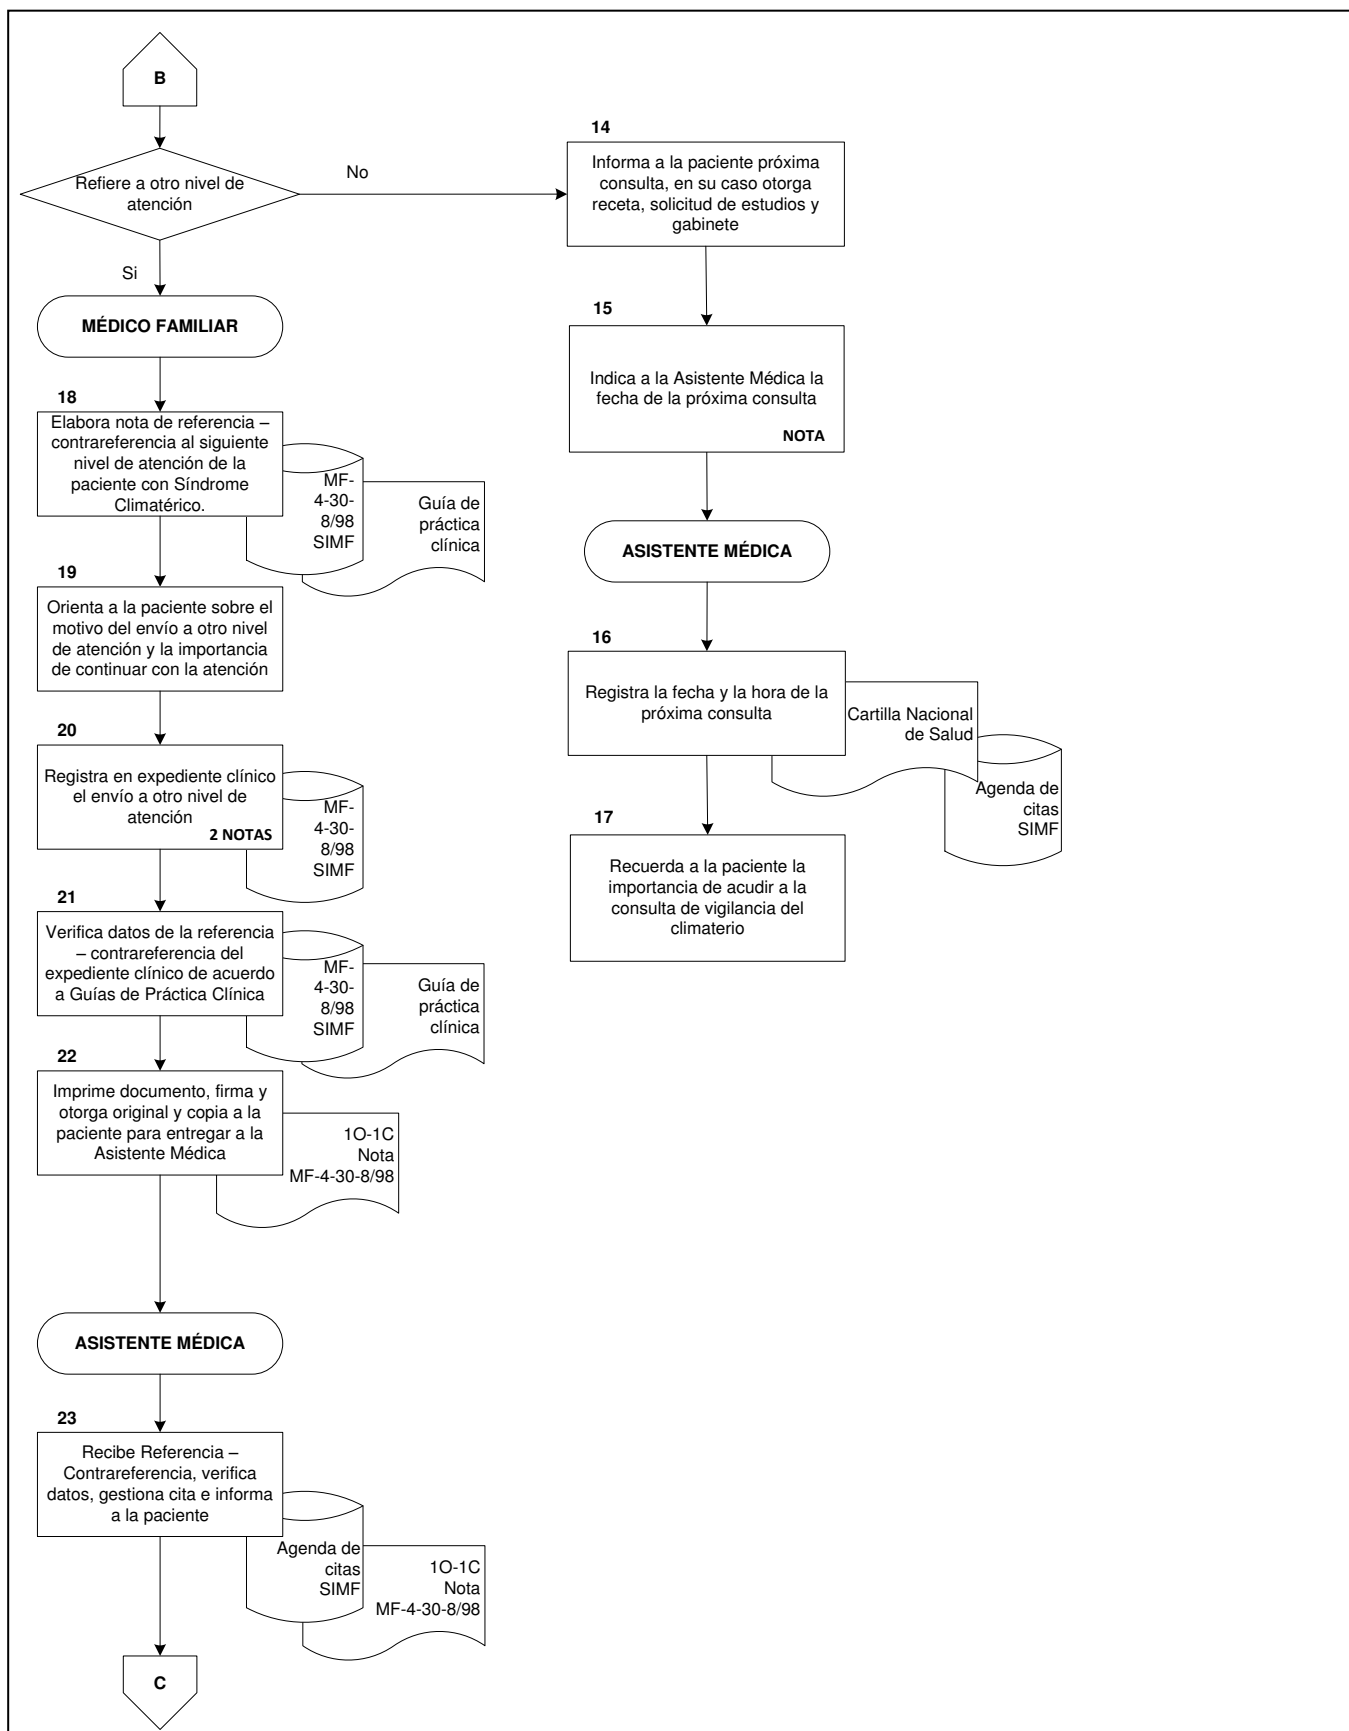 B
Refiere a otro nivel de
atención
No
Si
14
Informa a la paciente próxima
consulta, en su caso otorga
receta, solicitud de estudios y
gabinete
15
Indica a la Asistente Médica la
fecha de la próxima consulta
NOTA
ASISTENTE MÉDICA
16
Registra la fecha y la hora de la
próxima consulta
Cartilla Nacional
de Salud
Agenda de
citas
SIMF
17
Recuerda a la paciente la
importancia de acudir a la
consulta de vigilancia del
climaterio
MÉDICO FAMILIAR
18
Elabora nota de referencia –
contrareferencia al siguiente
nivel de atención de la
paciente con Síndrome
Climatérico.
MF-
4-30-
8/98
SIMF
Guía de
práctica
clínica
19
Orienta a la paciente sobre el
motivo del envío a otro nivel
de atención y la importancia
de continuar con la atención
20
Registra en expediente clínico
el envío a otro nivel de
atención
2 NOTAS
MF-
4-30-
8/98
SIMF
21
Verifica datos de la referencia
– contrareferencia del
expediente clínico de acuerdo
a Guías de Práctica Clínica
MF-
4-30-
8/98
SIMF
Guía de
práctica
clínica
22
Imprime documento, firma y
otorga original y copia a la
paciente para entregar a la
Asistente Médica
1O-1C
Nota
MF-4-30-8/98
ASISTENTE MÉDICA
23
Recibe Referencia –
Contrareferencia, verifica
datos, gestiona cita e informa
a la paciente
Agenda de
citas
SIMF
1O-1C
Nota
MF-4-30-8/98
C